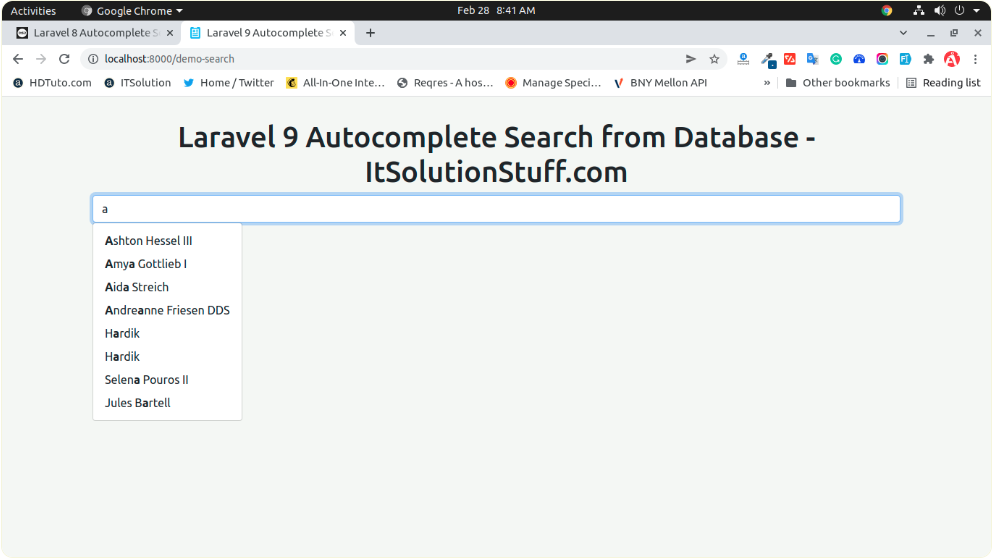 Activities Google Chrome Feb 28 8:41 AM
Laravel 8 Autocomplete S Laravel 9 Autocomplete S
localhost:8000/demo-search
HDTuto.com ITSolution Home / Twitter All-In-One Inte... Reqres - A hos... Manage Speci... BNY Mellon API » Other bookmarks Reading list
Laravel 9 Autocomplete Search from Database -
ItSolutionStuff.com
a
Ashton Hessel III
Amya Gottlieb I
Aida Streich
Andreanne Friesen DDS
Hardik
Hardik
Selena Pouros II
Jules Bartell